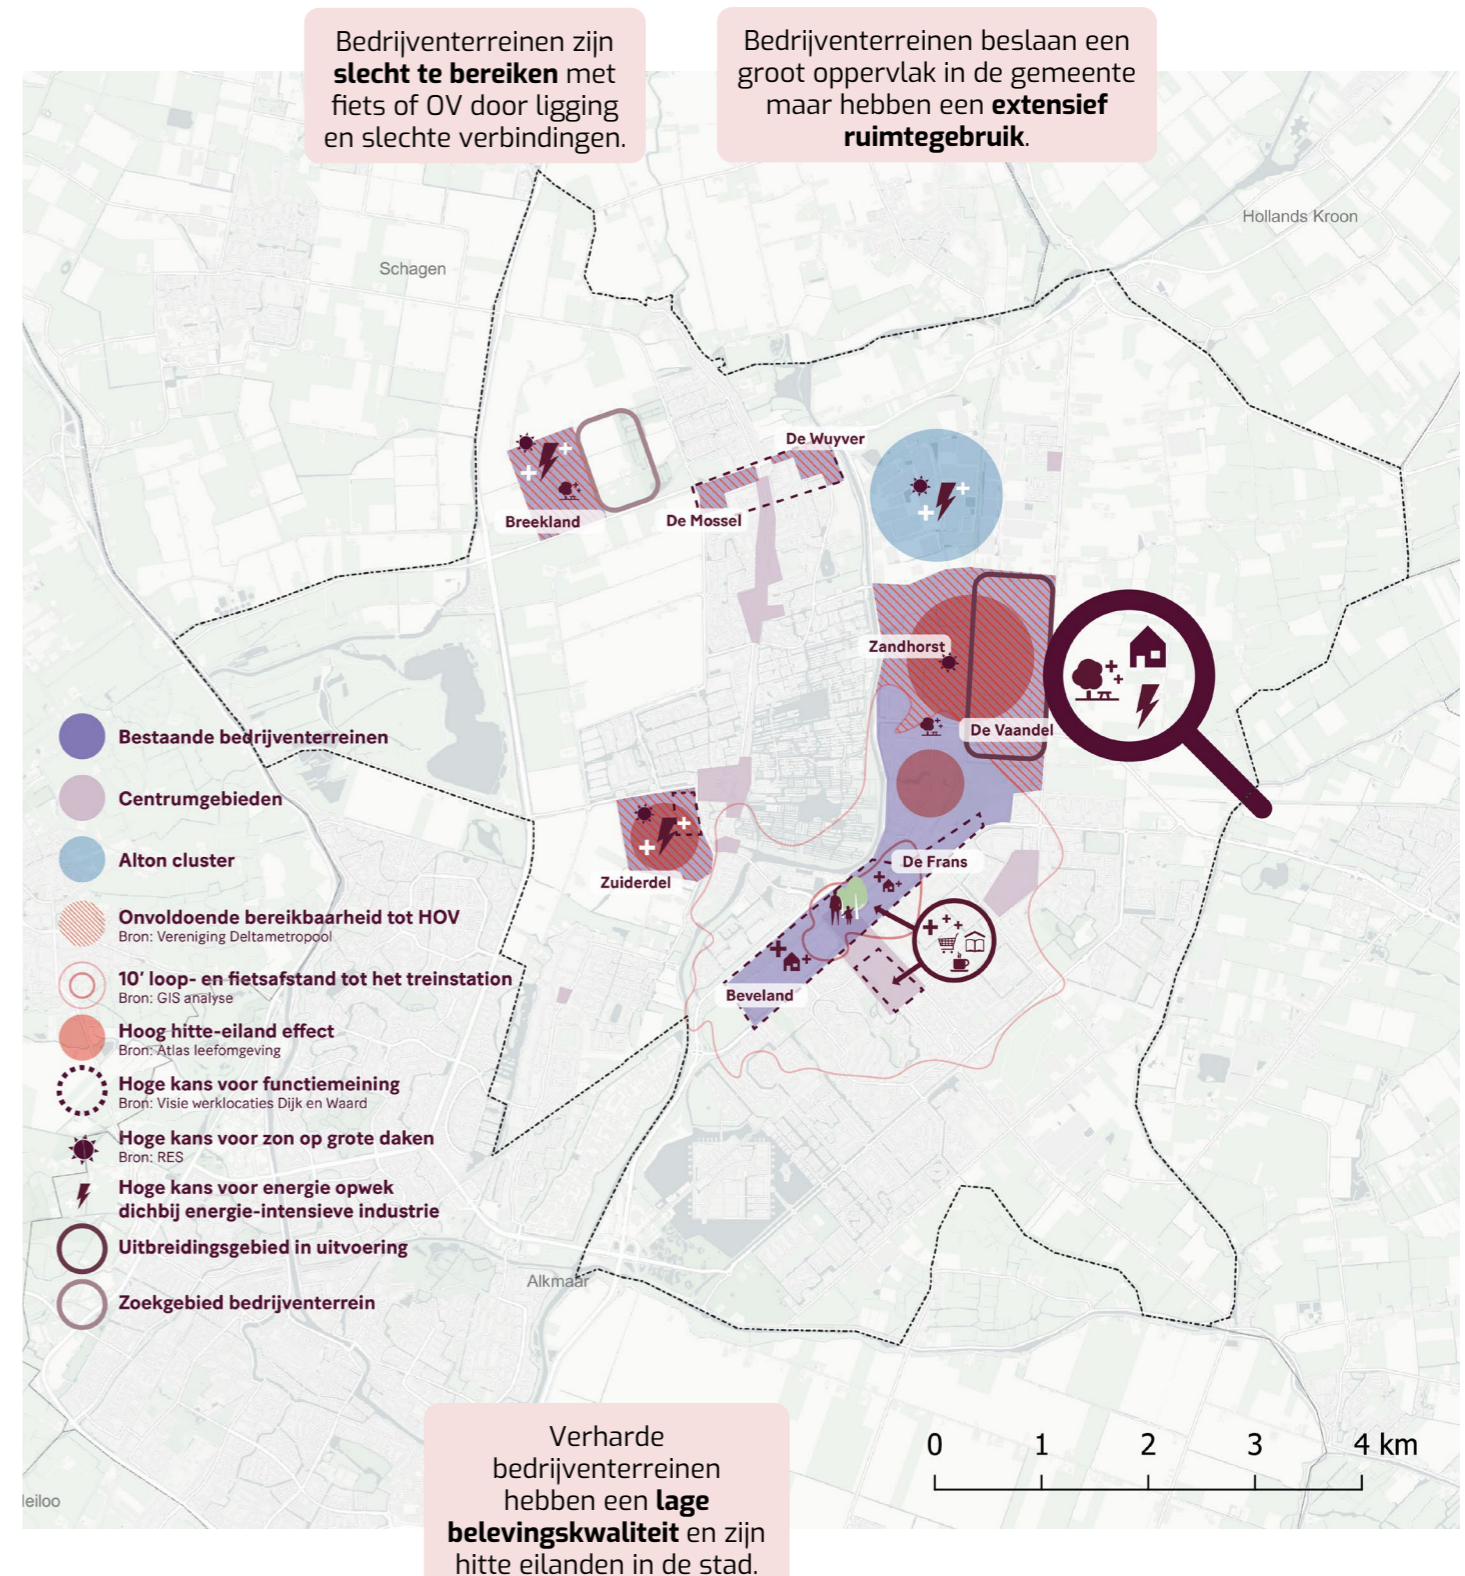 Bedrijventerreinen zijn
slecht te bereiken met
fiets of OV door ligging
en slechte verbindingen.
Bedrijventerreinen beslaan een
groot oppervlak in de gemeente
maar hebben een extensief
ruimtegebruik.
Hollands Kroon
Schagen
De Wuyver
Breekland
De Mossel
Zandhorst
De Vaandel
Zuiderdel
De Frans
Beveland
Bestaande bedrijventerreinen
Centrumgebieden
Alton cluster
Onvoldoende bereikbaarheid tot HOV
Bron: Vereniging Deltametropool
10' loop- en fietsafstand tot het treinstation
Bron: GIS analyse
Hoog hitte-eiland effect
Bron: Atlas leefomgeving
Hoge kans voor functiemeining
Bron: Visie werklocaties Dijk en Waard
Hoge kans voor zon op grote daken
Bron: RES
Hoge kans voor energie opwek
dichtbij energie-intensieve industrie
Uitbreidingsgebied in uitvoering
Zoekgebied bedrijventerrein
Alkmaar
leiloo
0 1 2 3 4 km
Verharde
bedrijventerreinen
hebben een lage
belevingskwaliteit en zijn
hitte eilanden in de stad.